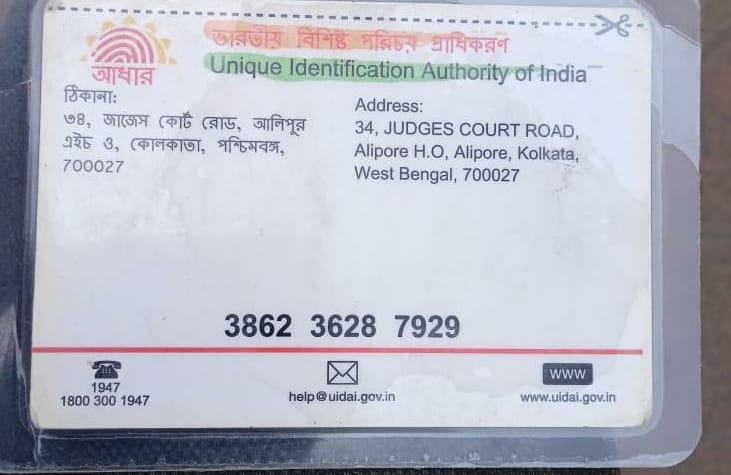 ভারতীয় বিশিষ্ট পরিচয় প্রাধিকরণ
Unique Identification Authority of India
আধার
ঠিকানা:
৩৪, জাজেস কোর্ট রোড, আলিপুর
এইচ ও, কোলকাতা, পশ্চিমবঙ্গ,
700027
Address:
34, JUDGES COURT ROAD,
Alipore H.O, Alipore, Kolkata,
West Bengal, 700027
3862 3628 7929
1947
1800 300 1947
help@uidai.gov.in
WWW
www.uidai.gov.in